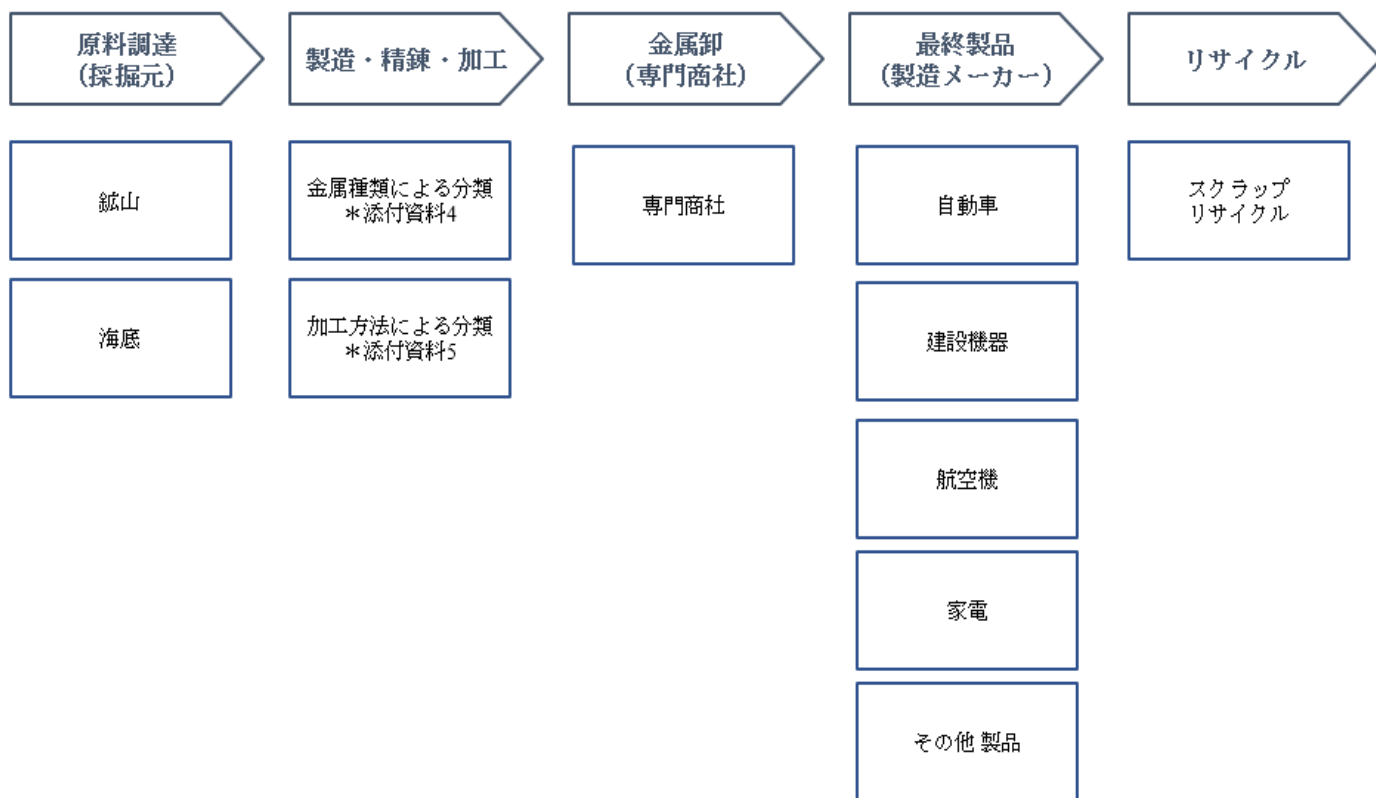 原料調達
(採掘元)
製造・精錬・加工
金属卸
(専門商社)
最終製品
(製造メーカー)
リサイクル
鉱山
金属種類による分類
＊添付資料4
専門商社
自動車
スクラップ
リサイクル
海底
加工方法による分類
＊添付資料5
建設機器
航空機
家電
その他 製品